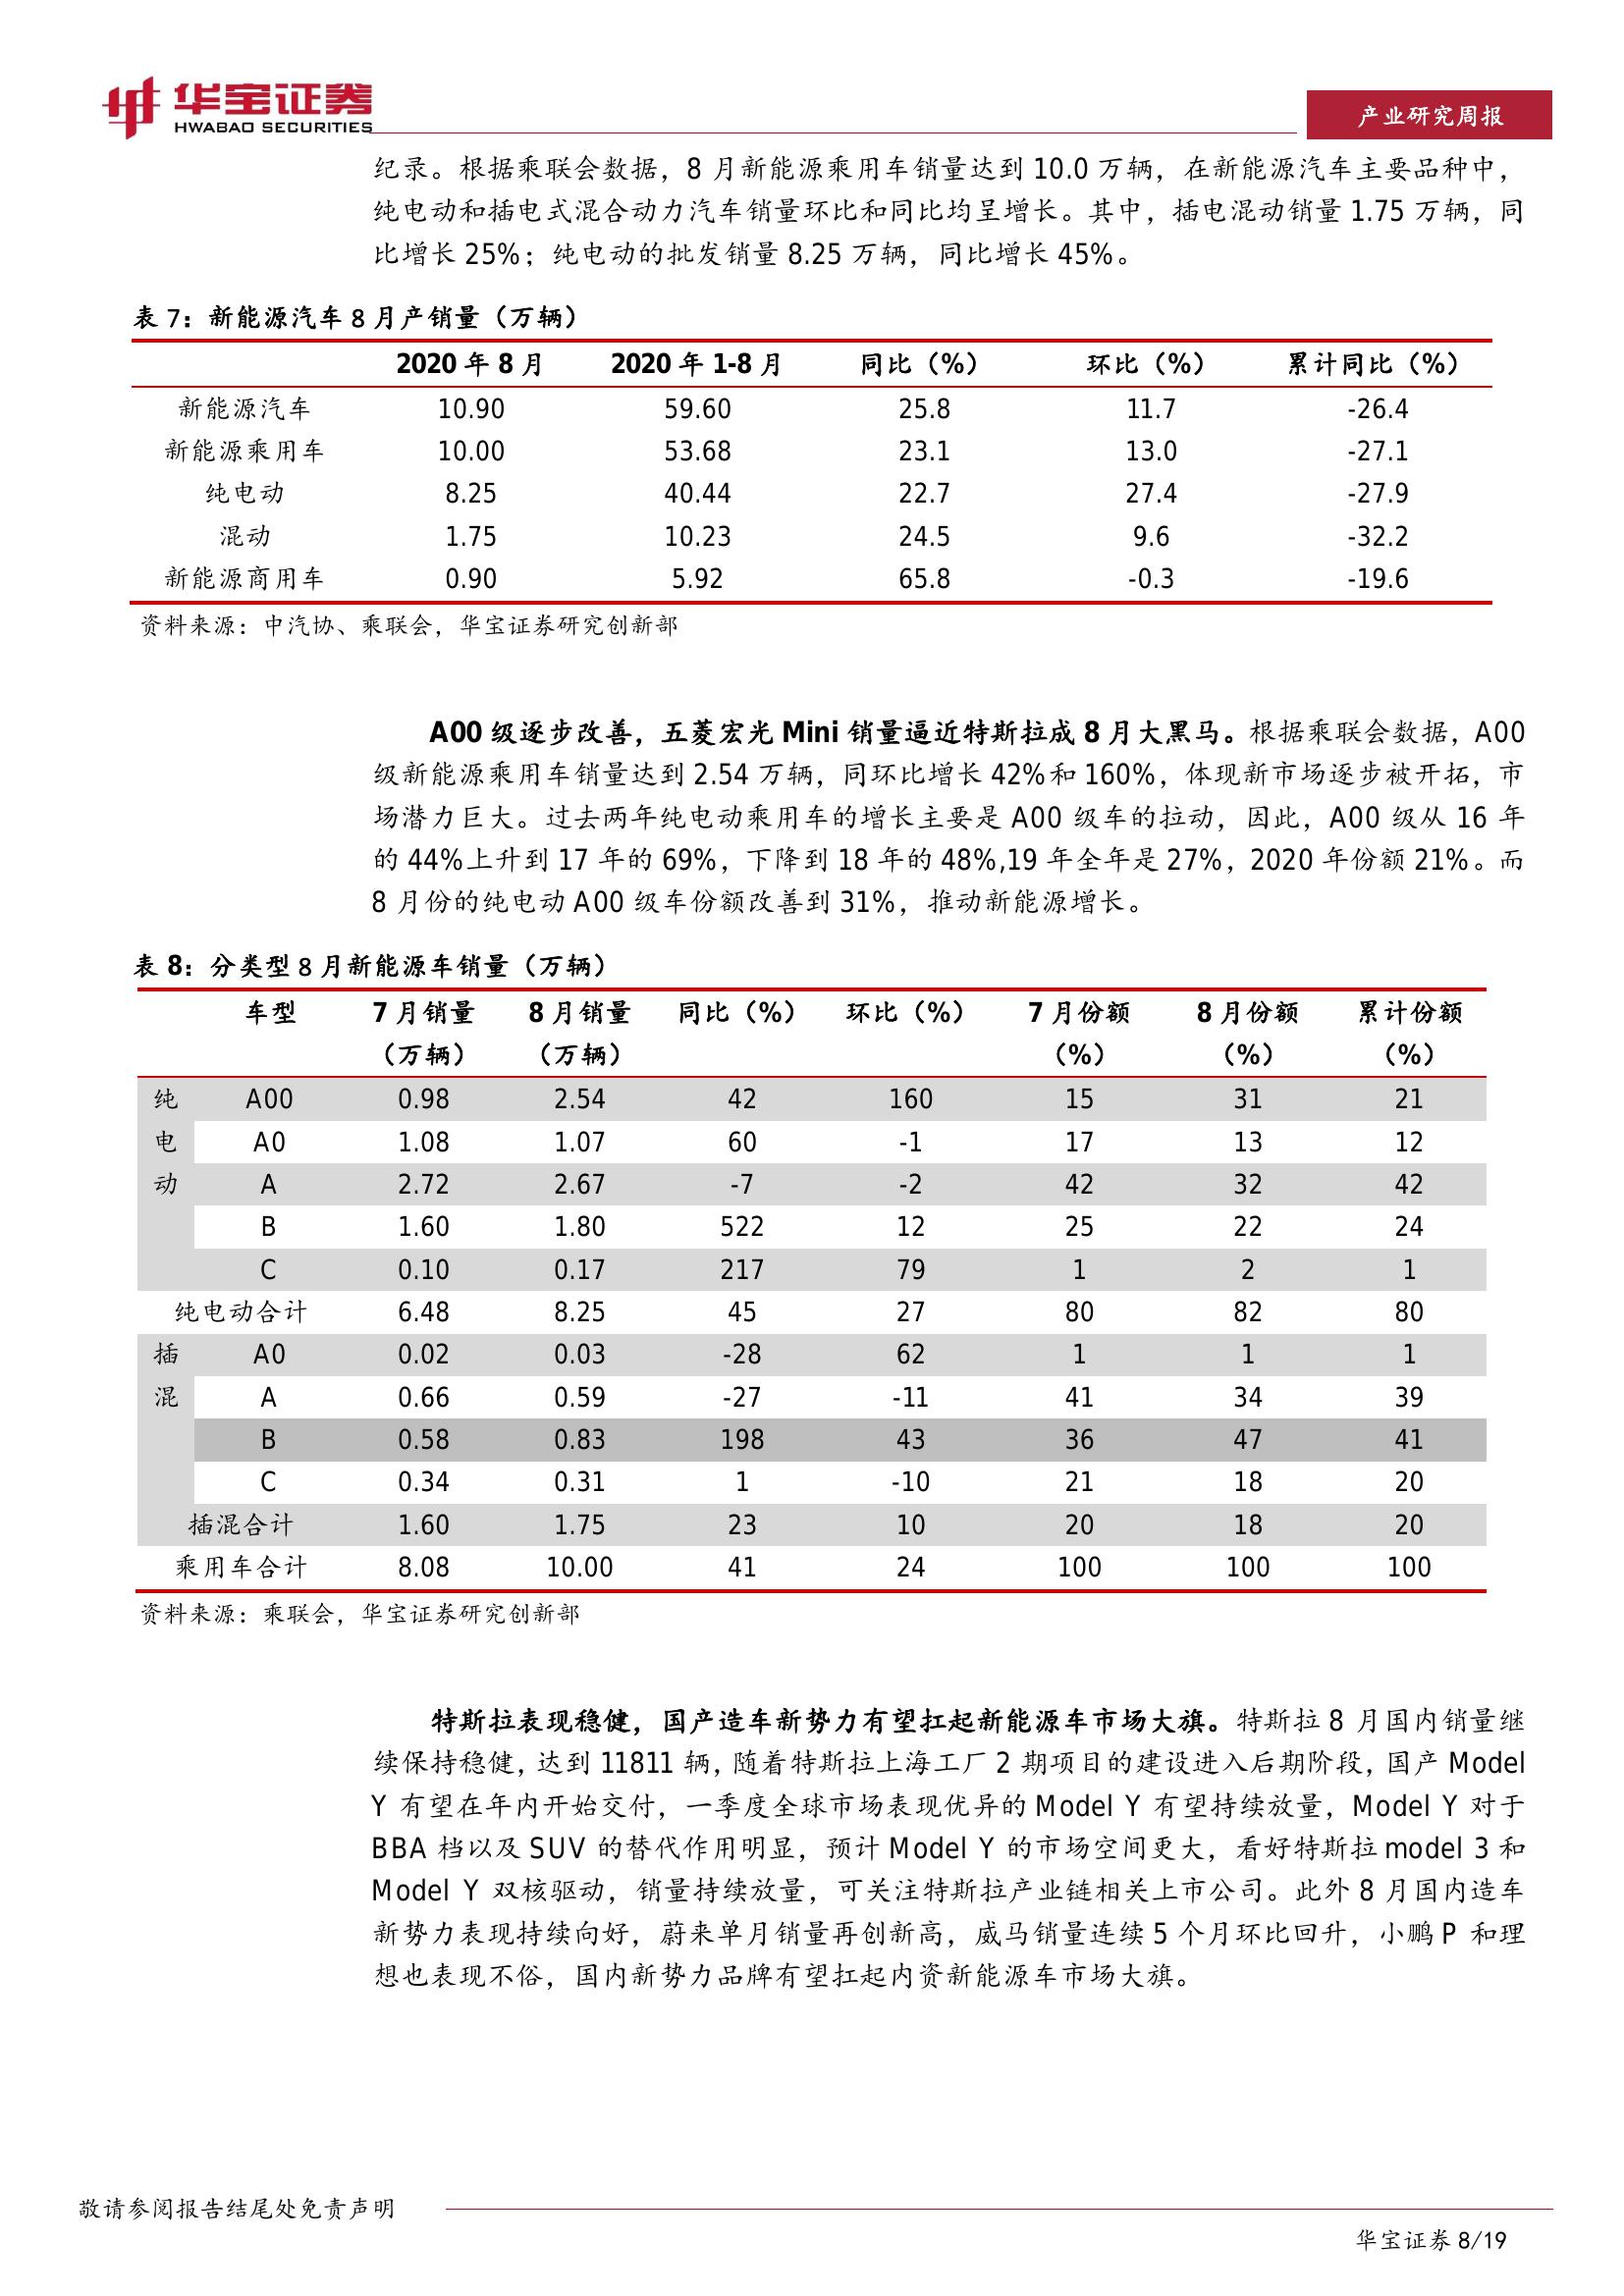 华宝证券
HWABAO SECURITIES
产业研究周报
纪录。根据乘联会数据，8 月新能源乘用车销量达到 10.0 万辆，在新能源汽车主要品种中，
纯电动和插电式混合动力汽车销量环比和同比均呈增长。其中，插电混动销量 1.75 万辆，同
比增长 25%；纯电动的批发销量 8.25 万辆，同比增长 45%。
表 7：新能源汽车 8 月产销量（万辆）
2020 年 8 月 2020 年 1-8 月 同比（%） 环比（%） 累计同比（%）
新能源汽车 10.90 59.60 25.8 11.7 -26.4
新能源乘用车 10.00 53.68 23.1 13.0 -27.1
纯电动 8.25 40.44 22.7 27.4 -27.9
混动 1.75 10.23 24.5 9.6 -32.2
新能源商用车 0.90 5.92 65.8 -0.3 -19.6
资料来源：中汽协、乘联会，华宝证券研究创新部
A00 级逐步改善，五菱宏光 Mini 销量逼近特斯拉成 8 月大黑马。根据乘联会数据，A00
级新能源乘用车销量达到 2.54 万辆，同环比增长 42%和 160%，体现新市场逐步被开拓，市
场潜力巨大。过去两年纯电动乘用车的增长主要是 A00 级车的拉动，因此，A00 级从 16 年
的 44%上升到 17 年的 69%，下降到 18 年的 48%,19 年全年是 27%，2020 年份额 21%。而
8 月份的纯电动 A00 级车份额改善到 31%，推动新能源增长。
表 8：分类型 8 月新能源车销量（万辆）
车型 7 月销量 8 月销量 同比（%） 环比（%） 7 月份额 8 月份额 累计份额
（万辆） （万辆） （%） （%） （%）
纯 A00 0.98 2.54 42 160 15 31 21
电 A0 1.08 1.07 60 -1 17 13 12
动 A 2.72 2.67 -7 -2 42 32 42
B 1.60 1.80 522 12 25 22 24
C 0.10 0.17 217 79 1 2 1
纯电动合计 6.48 8.25 45 27 80 82 80
插 A0 0.02 0.03 -28 62 1 1 1
混 A 0.66 0.59 -27 -11 41 34 39
B 0.58 0.83 198 43 36 47 41
C 0.34 0.31 1 -10 21 18 20
插混合计 1.60 1.75 23 10 20 18 20
乘用车合计 8.08 10.00 41 24 100 100 100
资料来源：乘联会，华宝证券研究创新部
特斯拉表现稳健，国产造车新势力有望扛起新能源车市场大旗。特斯拉 8 月国内销量继
续保持稳健，达到 11811 辆，随着特斯拉上海工厂 2 期项目的建设进入后期阶段，国产 Model
Y 有望在年内开始交付，一季度全球市场表现优异的 Model Y 有望持续放量，Model Y 对于
BBA 档以及 SUV 的替代作用明显，预计 Model Y 的市场空间更大，看好特斯拉 model 3 和
Model Y 双核驱动，销量持续放量，可关注特斯拉产业链相关上市公司。此外 8 月国内造车
新势力表现持续向好，蔚来单月销量再创新高，威马销量连续 5 个月环比回升，小鹏 P 和理
想也表现不俗，国内新势力品牌有望扛起内资新能源车市场大旗。
敬请参阅报告结尾处免责声明
华宝证券 8/19